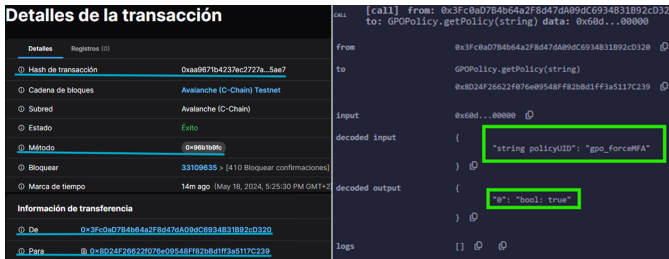 Detalles de la transacción
Detalles Registros (0)
Hash de transacción 0xaa9671b4237ec2727a...5ae7
Cadena de bloques Avalanche (C-Chain) Testnet
Subred Avalanche (C-Chain)
Estado Éxito
Método 0x96b1b9fc
Bloquear 33109635 > [410 Bloquear confirmaciones]
Marca de tiempo 14m ago (May 18, 2024, 5:25:30 PM GMT+2
Información de transferencia
De 0x3Fc0aD7B4b64a2F8d47dA09dC6934B31B92cD320
Para 0x8D24F26622f076e09548Ff82bBd1ff3a5117C239
CALL [call] from: 0x3Fc0aD7B4b64a2F8d47dA09dC6934B31B92cD32
to: GPOPolicy.getPolicy(string) data: 0x60d...00000
from 0x3Fc0aD7B4b64a2F8d47dA09dC6934B31B92cD320
to GPOPolicy.getPolicy(string)
0x8D24F26622f076e09548Ff82bBd1ff3a5117C239
input 0x60d...00000
decoded input {
"string policyUID": "gpo_forceMFA"
}
decoded output {
"0": "bool: true"
}
logs []